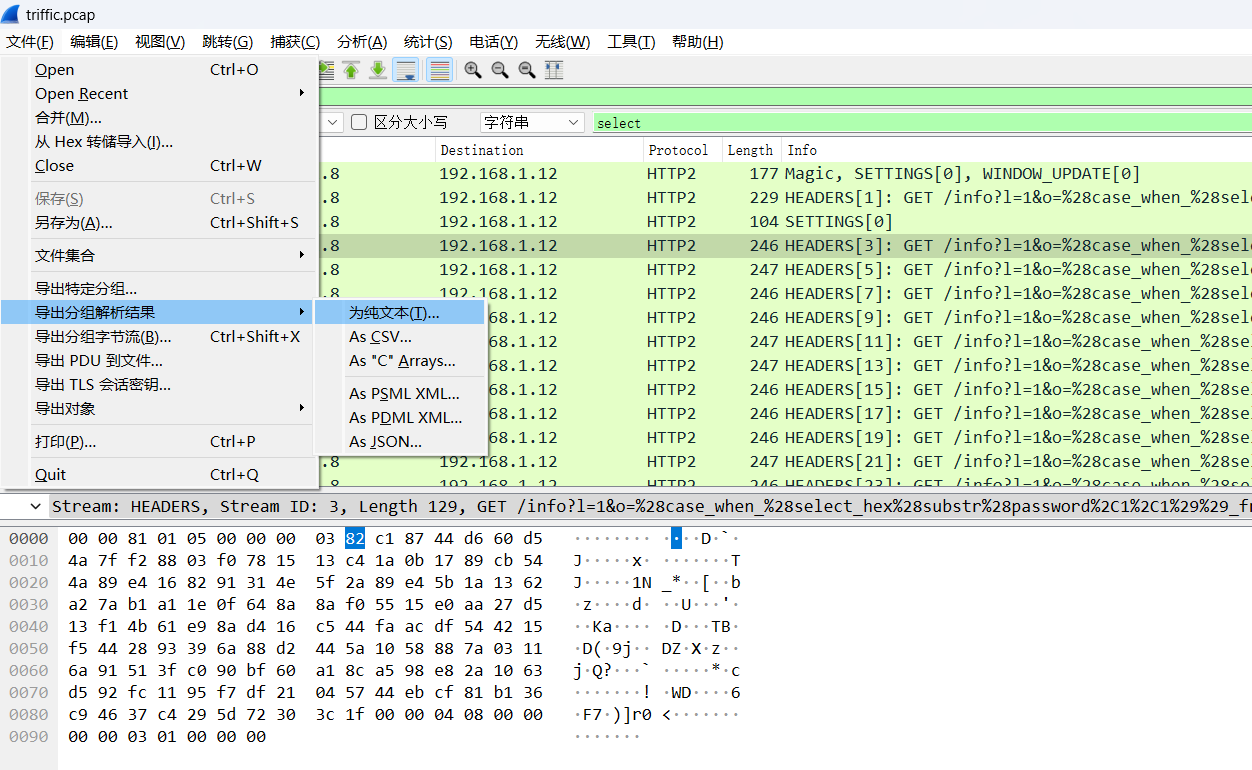 triffic.pcap
文件(F) 编辑(E) 视图(V) 跳转(G) 捕获(C) 分析(A) 统计(S) 电话(Y) 无线(W) 工具(T) 帮助(H)
Open Ctrl+O
Open Recent
合并(M)...
从 Hex 转储导入(I)...
Close Ctrl+W
保存(S) Ctrl+S
另存为(A)... Ctrl+Shift+S
文件集合
导出特定分组...
导出分组解析结果
导出分组字节流(B)... Ctrl+Shift+X
导出 PDU 到文件...
导出 TLS 会话密钥...
导出对象
打印(P)... Ctrl+P
Quit Ctrl+Q
为纯文本(T)...
As CSV...
As "C" Arrays...
As PSML XML...
As PDML XML...
As JSON...
区分大小写 字符串 select
Destination Protocol Length Info
.8 192.168.1.12 HTTP2 177 Magic, SETTINGS[0], WINDOW_UPDATE[0]
.8 192.168.1.12 HTTP2 229 HEADERS[1]: GET /info?l=1&o=%28case_when_%28sel
.8 192.168.1.12 HTTP2 104 SETTINGS[0]
.8 192.168.1.12 HTTP2 246 HEADERS[3]: GET /info?l=1&o=%28case_when_%28sel
.8 192.168.1.12 HTTP2 247 HEADERS[5]: GET /info?l=1&o=%28case_when_%28sel
.8 192.168.1.12 HTTP2 246 HEADERS[7]: GET /info?l=1&o=%28case_when_%28sel
192.168.1.12 HTTP2 246 HEADERS[9]: GET /info?l=1&o=%28case_when_%28sel
192.168.1.12 HTTP2 247 HEADERS[11]: GET /info?l=1&o=%28case_when_%28se
192.168.1.12 HTTP2 247 HEADERS[13]: GET /info?l=1&o=%28case_when_%28se
192.168.1.12 HTTP2 246 HEADERS[15]: GET /info?l=1&o=%28case_when_%28se
192.168.1.12 HTTP2 246 HEADERS[17]: GET /info?l=1&o=%28case_when_%28se
192.168.1.12 HTTP2 246 HEADERS[19]: GET /info?l=1&o=%28case_when_%28se
.8 192.168.1.12 HTTP2 247 HEADERS[21]: GET /info?l=1&o=%28case_when_%28se
.8 192.168.1.12 HTTP2 246 HEADERS[23]: GET /info?l=1&o=%28case_when_%28se
Stream: HEADERS, Stream ID: 3, Length 129, GET /info?l=1&o=%28case_when_%28select_hex%28substr%28password%2C1%2C1%29%29_fr
0000 00 00 81 01 05 00 00 00 03 82 c1 87 44 d6 60 d5 ········ ····D·`·
0010 4a 7f f2 88 03 f0 78 15 13 c4 1a 0b 17 89 cb 54 J·····x· ·······T
0020 4a 89 e4 16 82 91 31 4e 5f 2a 89 e4 5b 1a 13 62 J·····1N _*··[··b
0030 a2 7a b1 a1 1e 0f 64 8a 8a f0 55 15 e0 aa 27 d5 ·z····d· ··U···'·
0040 13 f1 4b 61 e9 8a d4 16 c5 44 fa ac df 54 42 15 ··Ka···· ·D···TB·
0050 f5 44 28 93 39 6a 88 d2 44 5a 10 58 88 7a 03 11 ·D(·9j·· DZ·X·z··
0060 6a 91 51 3f c0 90 bf 60 a1 8c a5 98 e8 2a 10 63 j·Q?···` ·····*·c
0070 d5 92 fc 11 95 f7 df 21 04 57 44 eb cf 81 b1 36 ·······! ·WD····6
0080 c9 46 37 c4 29 5d 72 30 3c 1f 00 00 04 08 00 00 ·F7·)]r0 <·······
0090 00 00 03 01 00 00 00 ·······